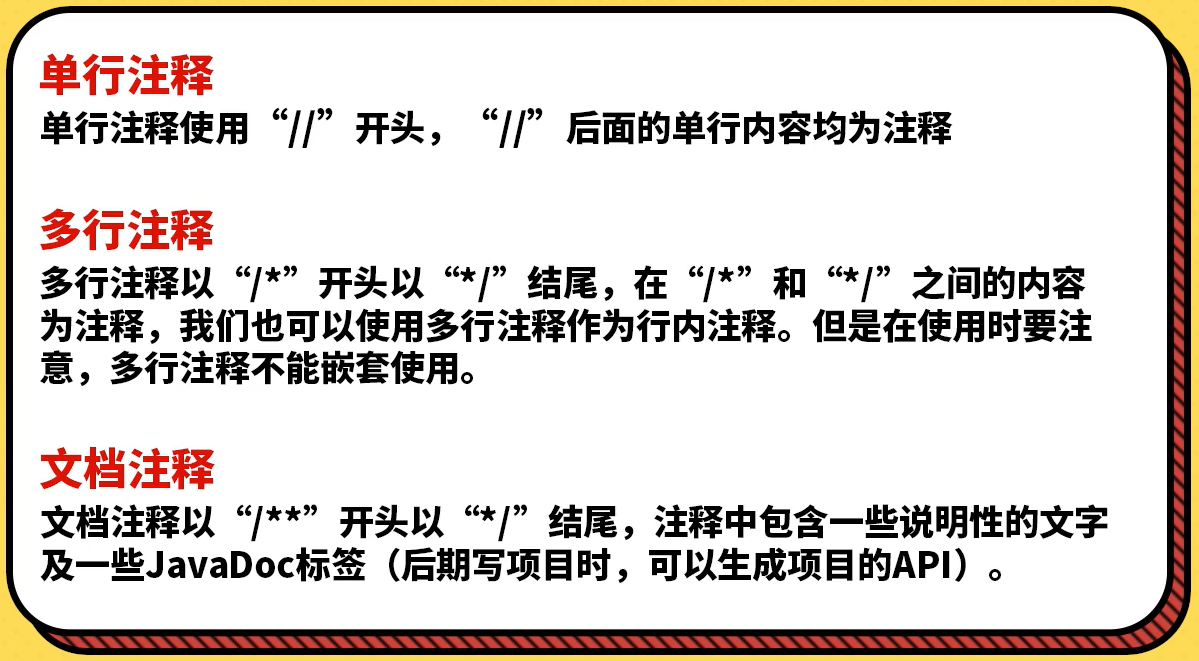 单行注释
单行注释使用“//”开头，“//”后面的单行内容均为注释
多行注释
多行注释以“/*”开头以“*/”结尾，在“/*”和“*/”之间的内容
为注释，我们也可以使用多行注释作为行内注释。但是在使用时要注
意，多行注释不能嵌套使用。
文档注释
文档注释以“/**”开头以“*/”结尾，注释中包含一些说明性的文字
及一些JavaDoc标签（后期写项目时，可以生成项目的API）。